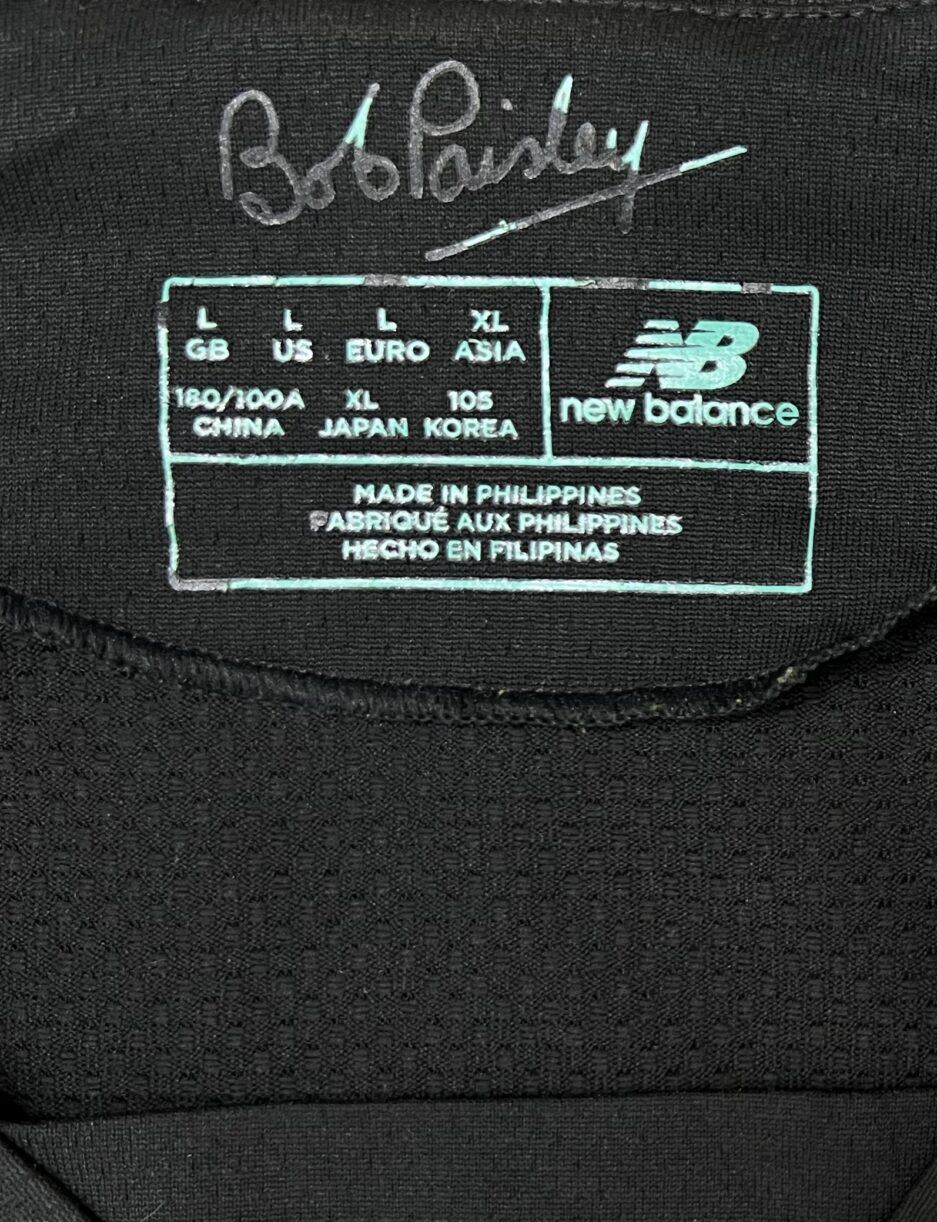 Bob Paisley
L L L XL
GB US EURO ASIA
180/100A XL 105
CHINA JAPAN KOREA
NB
new balance
MADE IN PHILIPPINES
FABRIQUÉ AUX PHILIPPINES
HECHO EN FILIPINAS